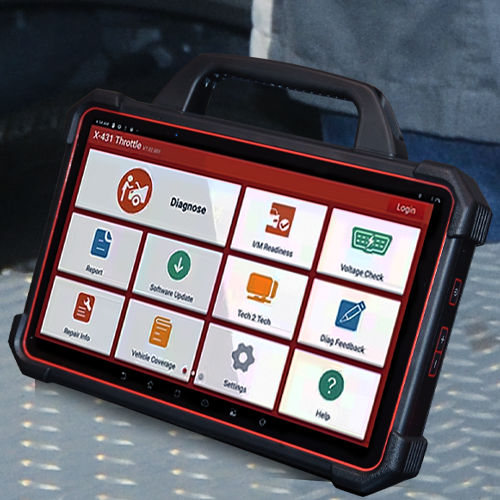 X-431 Throttle
Login
Diagnose
I/M Readiness
Voltage Check
Report
Software Update
Tech 2 Tech
Diag Feedback
Repair Info
Vehicle Coverage
Settings
Help